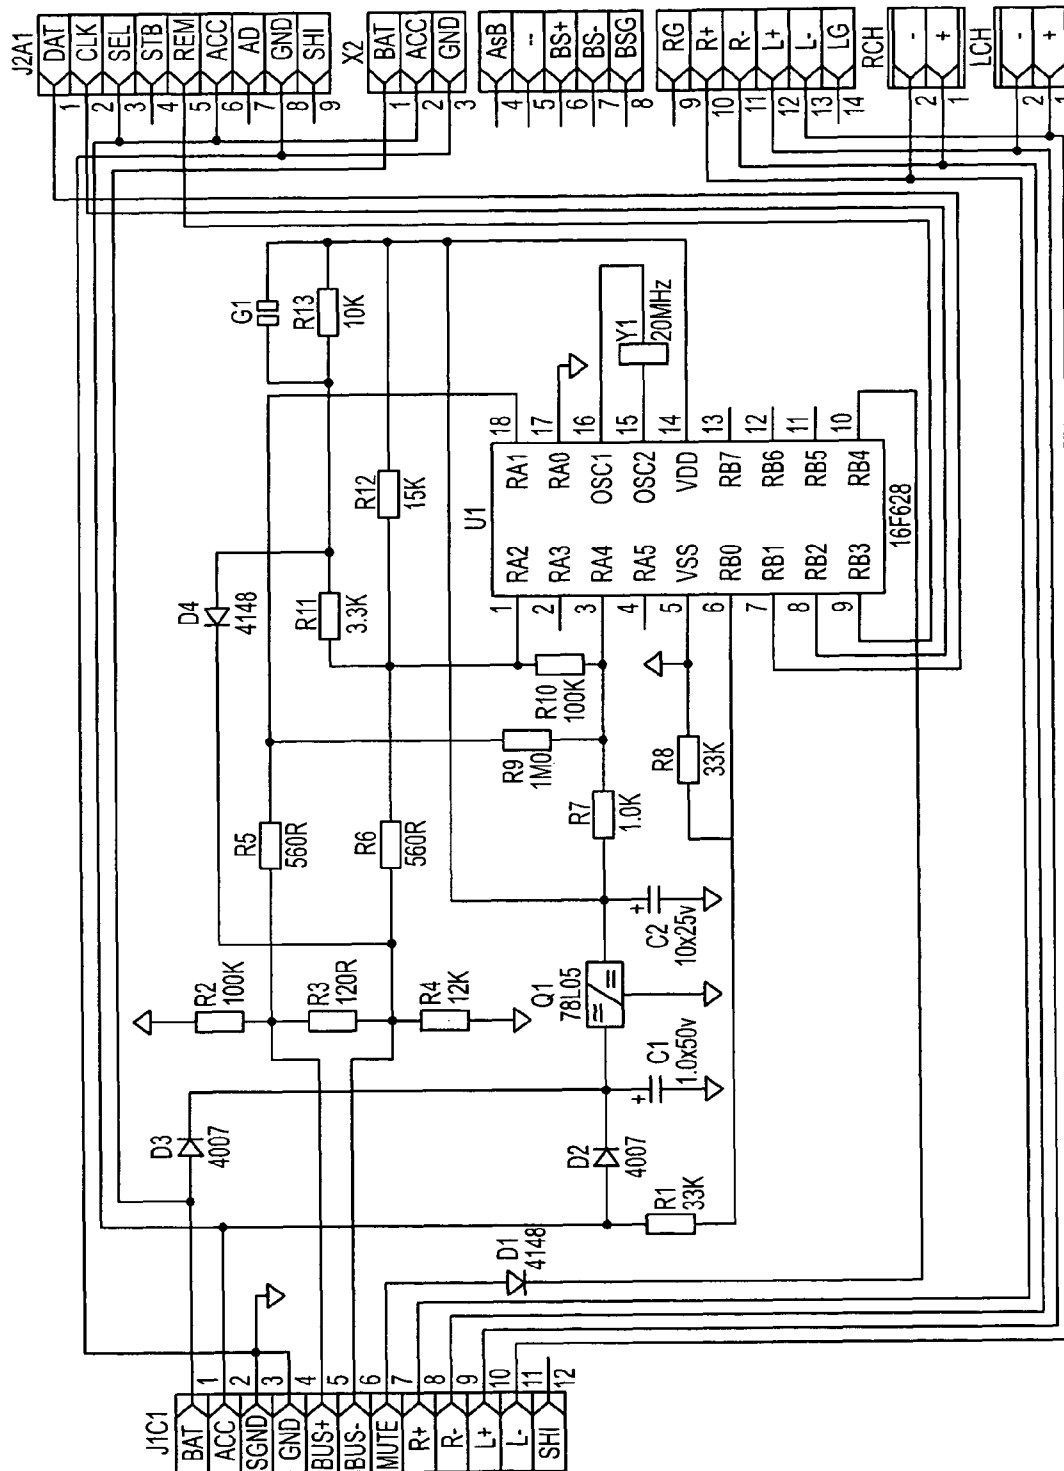 J2A1
DAT
CLK
SEL
STB
REM
ACC
AD
GND
SHI
1
2
3
4
5
6
7
8
9
X2
BAT
ACC
GND
1
2
3
AsB
--
BS+
BS-
BSG
4
5
6
7
8
RG
R+
R-
L+
L-
LG
9
10
11
12
13
14
RCH
-
+
2
1
LCH
-
+
2
1
G1
R13
10K
Y1
20MHz
R12
15K
D4
4148
R11
3.3K
U1
18
17
16
15
14
13
12
11
10
RA1
RA0
OSC1
OSC2
VDD
RB7
RB6
RB5
RB4
RA2
RA3
RA4
RA5
VSS
RB0
RB1
RB2
RB3
16F628
1
2
3
4
5
6
7
8
9
R10
100K
R9
1M0
R8
33K
R5
560R
R6
560R
R7
1.0K
R2
100K
R3
120R
R4
12K
Q1
78L05
+
C2
10x25v
+
C1
1.0x50v
D3
4007
D2
4007
R1
33K
D1
4148
J1C1
BAT
ACC
SGND
GND
BUS+
BUS-
MUTE
R+
R-
L+
L-
SHI
1
2
3
4
5
6
7
8
9
10
11
12